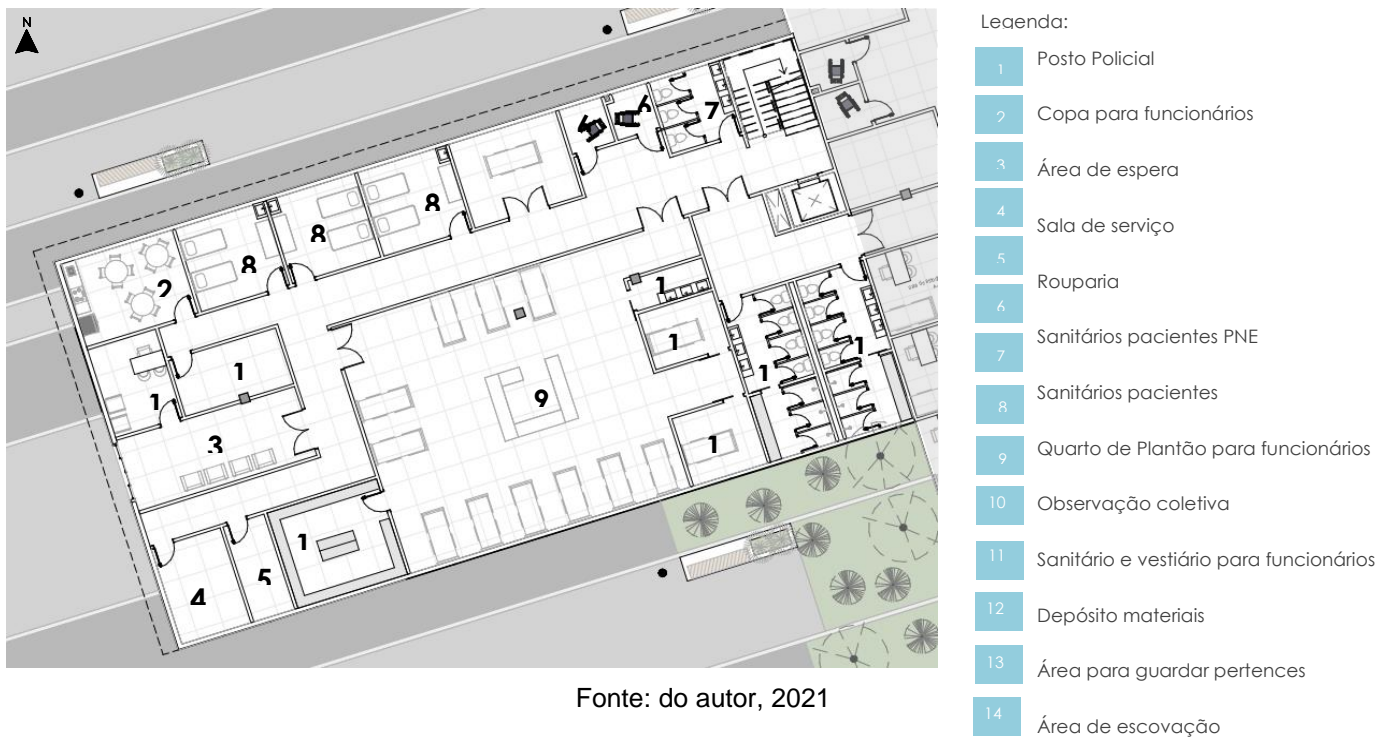 N
Legenda:
1 Posto Policial
2 Copa para funcionários
3 Área de espera
4 Sala de serviço
5 Rouparia
6
7 Sanitários pacientes PNE
8 Sanitários pacientes
9 Quarto de Plantão para funcionários
10 Observação coletiva
11 Sanitário e vestiário para funcionários
12 Depósito materiais
13 Área para guardar pertences
14 Área de escovação
6
7
8
8
8
2
1
1
1
9
1
1
1
1
3
1
1
5
4
Fonte: do autor, 2021